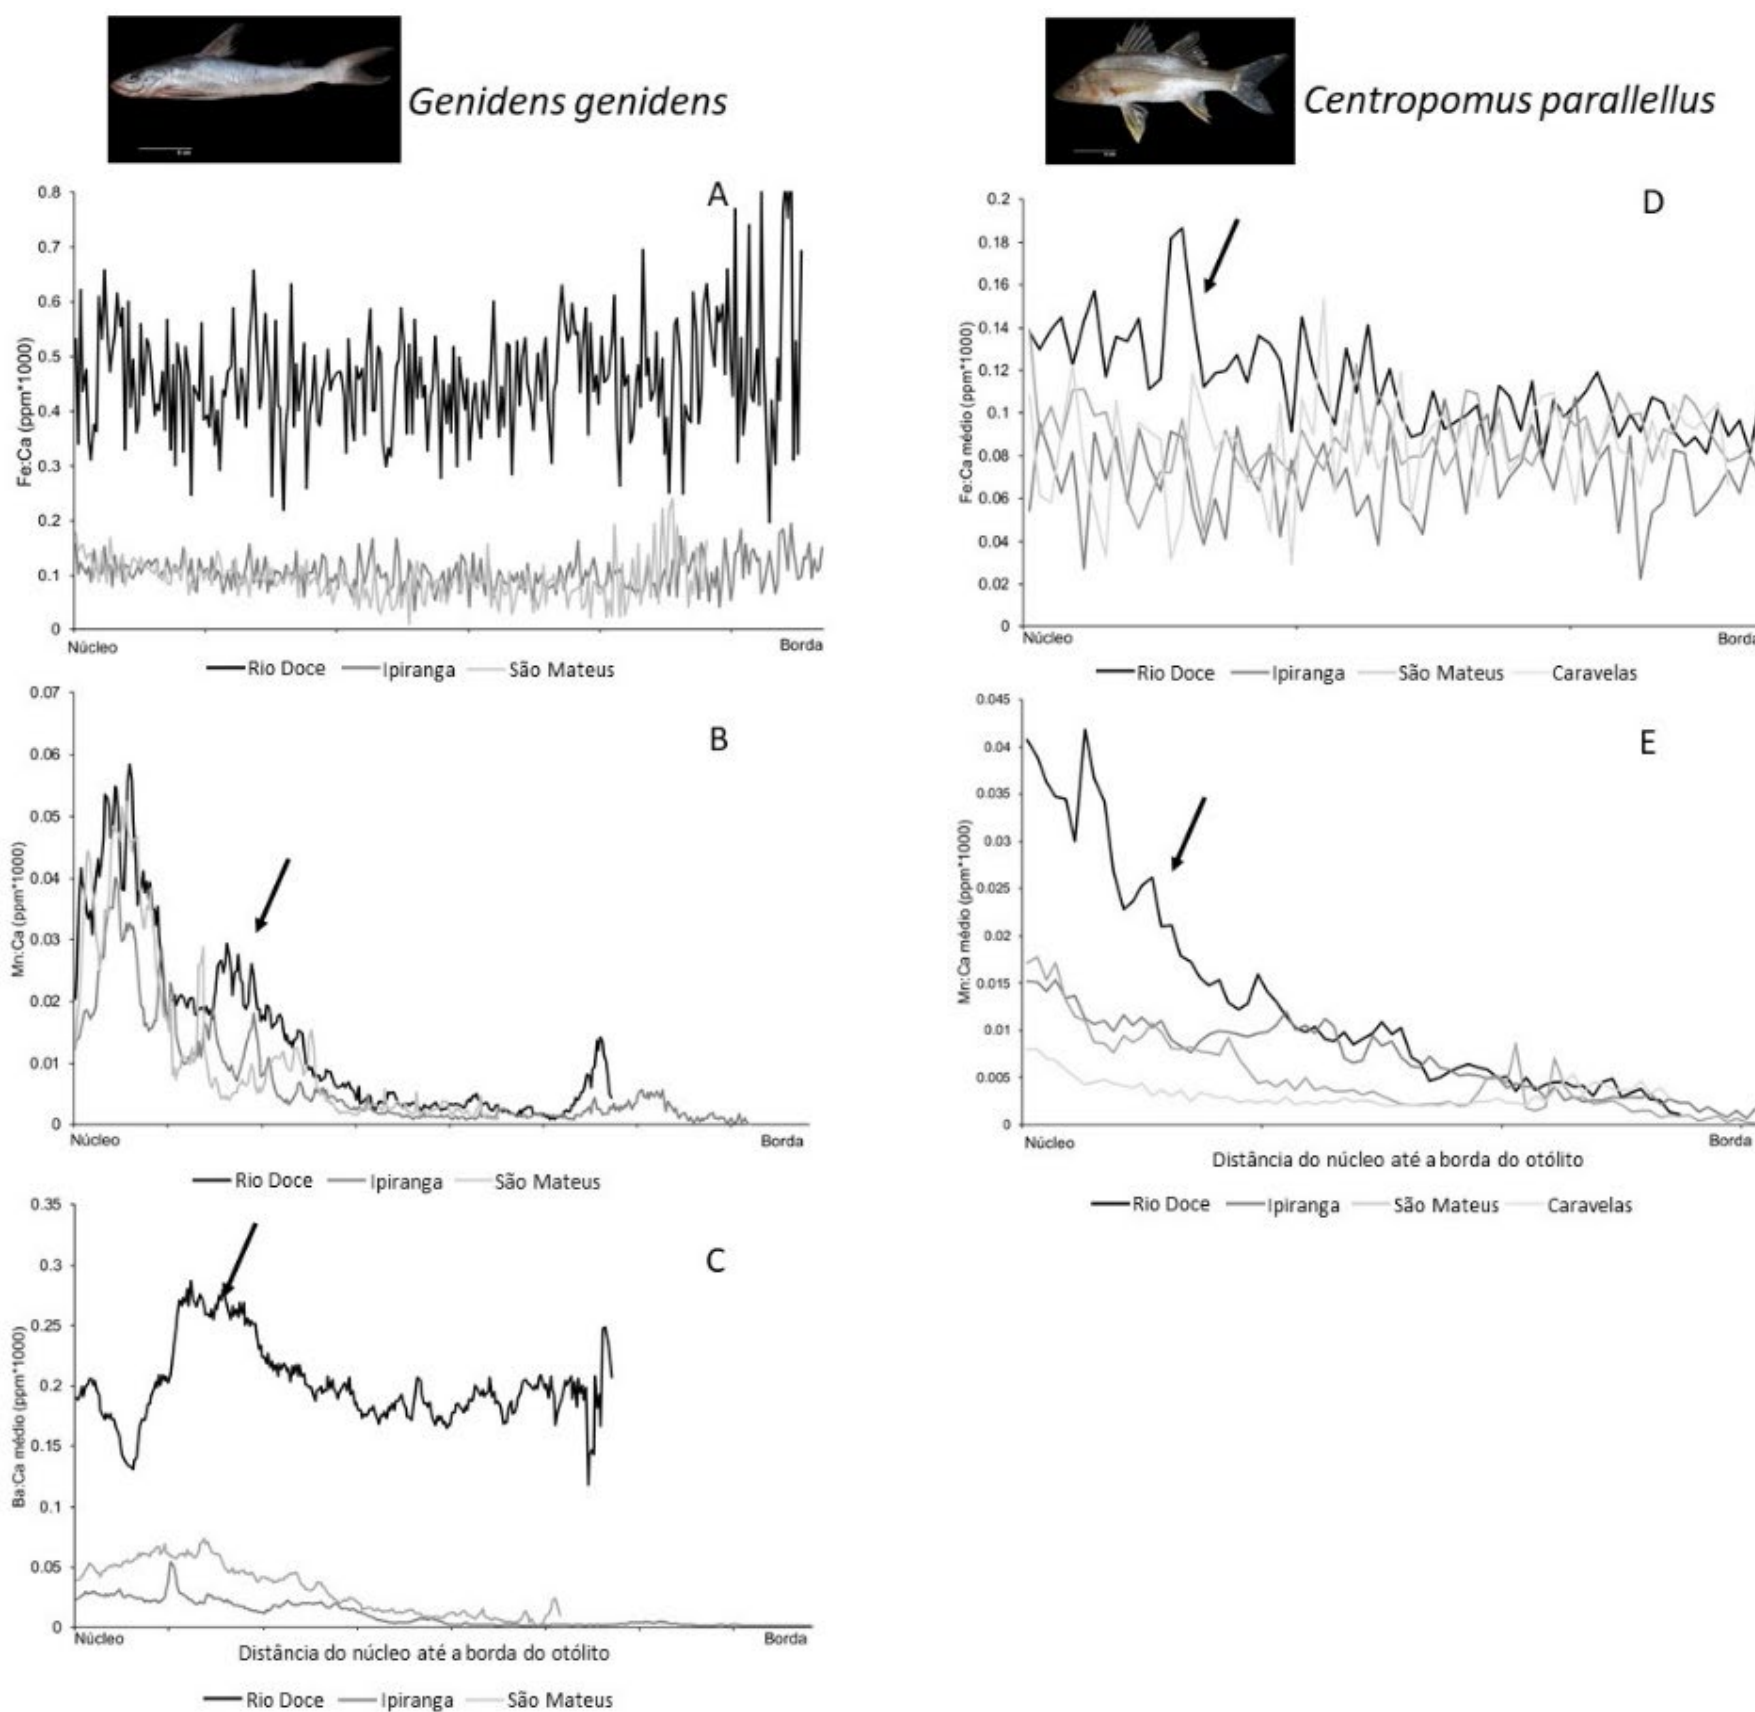 Genidens genidens
Centropomus parallellus
A
0.8
0.7
0.6
0.5
0.4
0.3
0.2
0.1
0
Fe:Ca (ppm*1000)
Núcleo
Borda
Rio Doce
Ipiranga
São Mateus
B
0.07
0.06
0.05
0.04
0.03
0.02
0.01
0
Mn:Ca (ppm*1000)
Núcleo
Borda
Rio Doce
Ipiranga
São Mateus
C
0.35
0.3
0.25
0.2
0.15
0.1
0.05
0
Ba:Ca médio (ppm*1000)
Núcleo
Borda
Distância do núcleo até a borda do otólito
Rio Doce
Ipiranga
São Mateus
D
0.2
0.18
0.16
0.14
0.12
0.1
0.08
0.06
0.04
0.02
0
Fe:Ca médio (ppm*1000)
Núcleo
Borda
Rio Doce
Ipiranga
São Mateus
Caravelas
E
0.045
0.04
0.035
0.03
0.025
0.02
0.015
0.01
0.005
0
Mn:Ca médio (ppm*1000)
Núcleo
Borda
Distância do núcleo até a borda do otólito
Rio Doce
Ipiranga
São Mateus
Caravelas